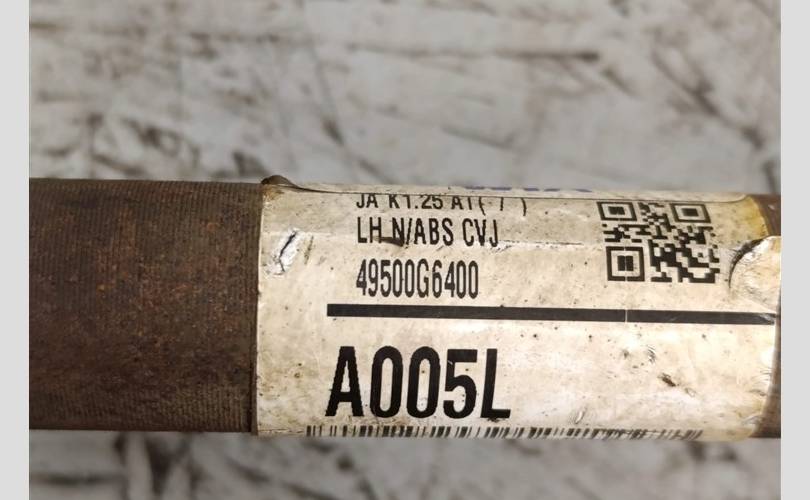 JA K1.25 AT( / )
LH N/ABS CVJ
49500G6400
A005L